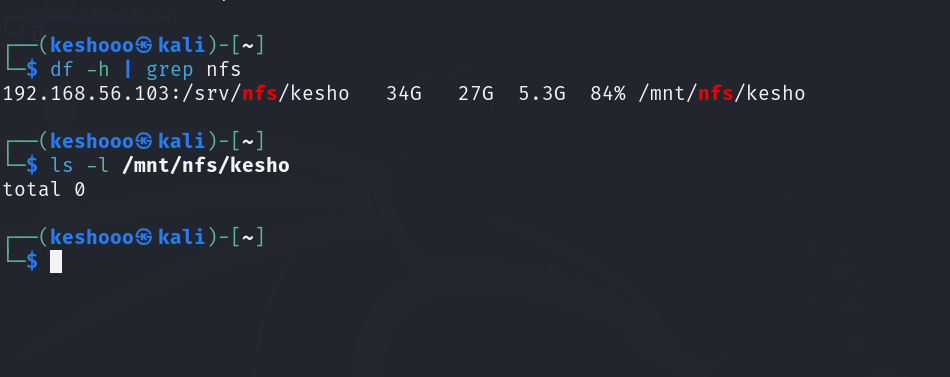 ┌──(keshooo㉿kali)-[~]
└─$ df -h | grep nfs
192.168.56.103:/srv/nfs/kesho   34G   27G  5.3G  84% /mnt/nfs/kesho
┌──(keshooo㉿kali)-[~]
└─$ ls -l /mnt/nfs/kesho
total 0
┌──(keshooo㉿kali)-[~]
└─$